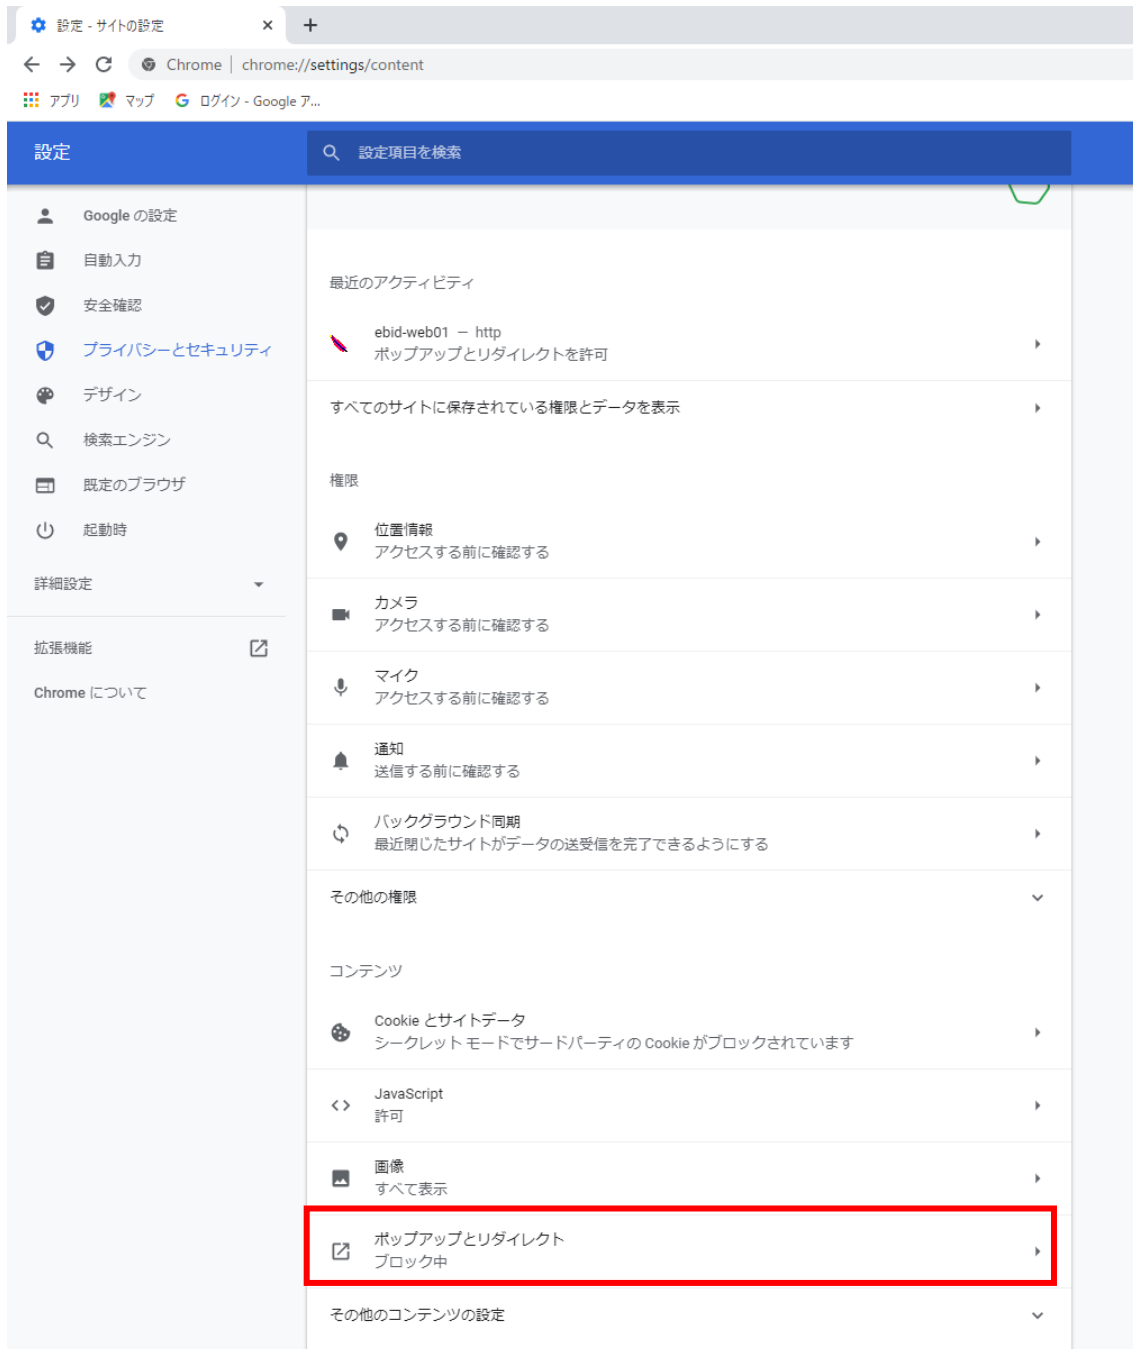 設定 - サイトの設定
Chrome | chrome://settings/content
アプリ マップ ログイン - Google ア...
設定
設定項目を検索
Google の設定
自動入力
安全確認
プライバシーとセキュリティ
デザイン
検索エンジン
既定のブラウザ
起動時
詳細設定
拡張機能
Chrome について
最近のアクティビティ
ebid-web01 － http
ポップアップとリダイレクトを許可
すべてのサイトに保存されている権限とデータを表示
権限
位置情報
アクセスする前に確認する
カメラ
アクセスする前に確認する
マイク
アクセスする前に確認する
通知
送信する前に確認する
バックグラウンド同期
最近閉じたサイトがデータの送受信を完了できるようにする
その他の権限
コンテンツ
Cookie とサイトデータ
シークレット モードでサードパーティの Cookie がブロックされています
JavaScript
許可
画像
すべて表示
ポップアップとリダイレクト
ブロック中
その他のコンテンツの設定